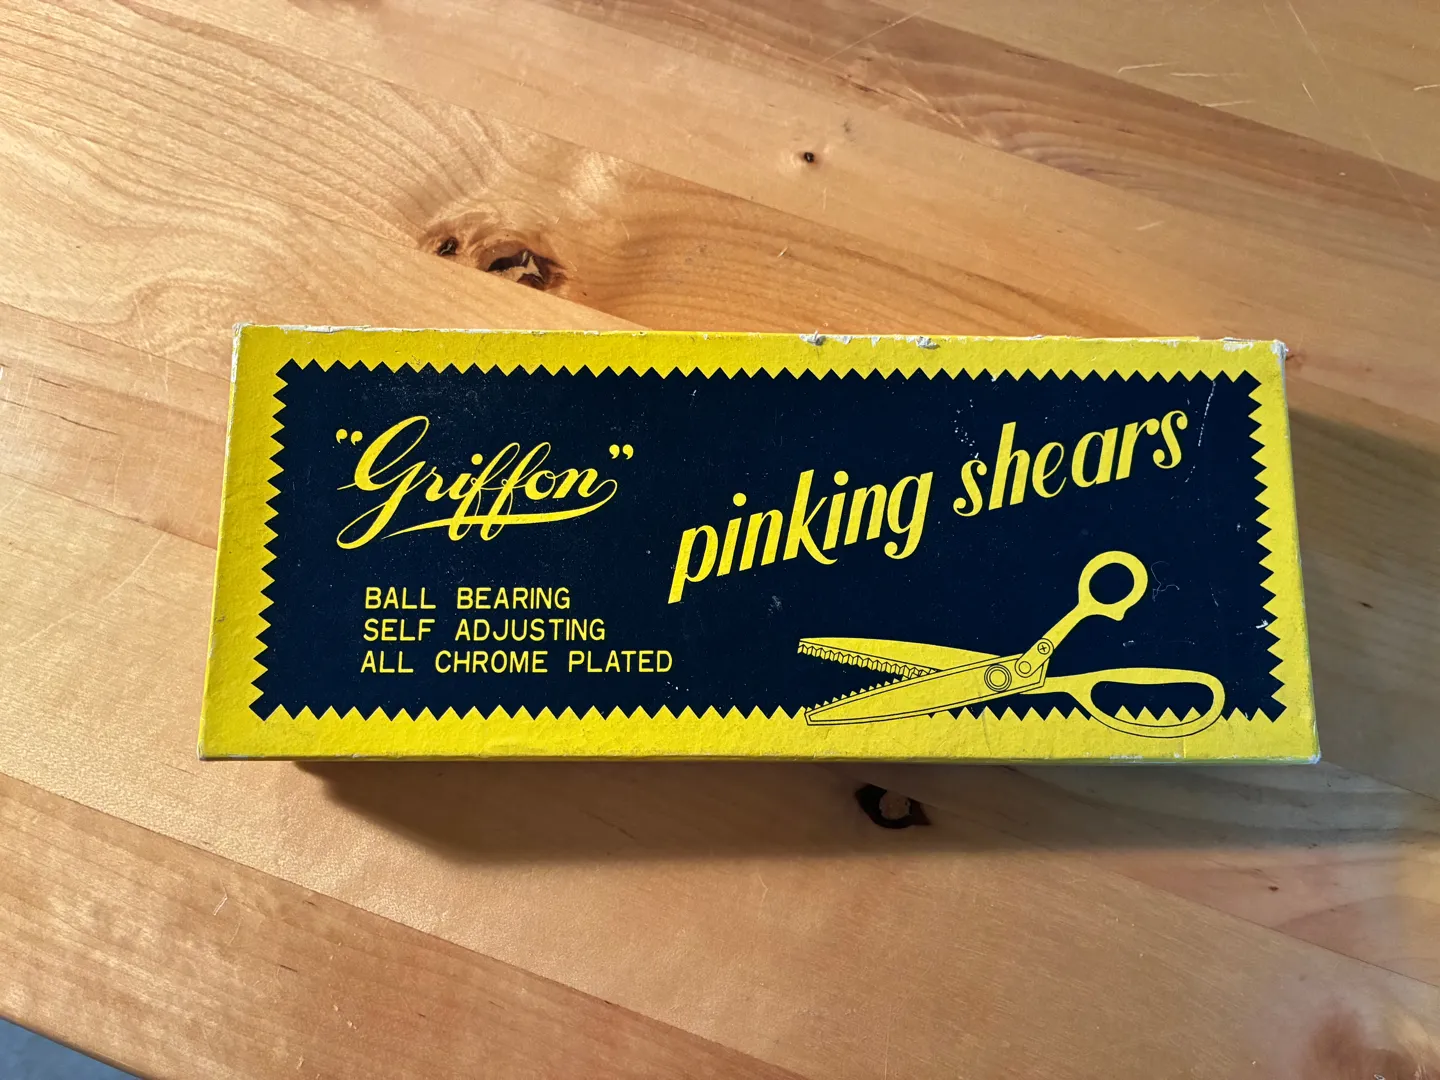 "Griffon"
pinking shears
BALL BEARING
SELF ADJUSTING
ALL CHROME PLATED